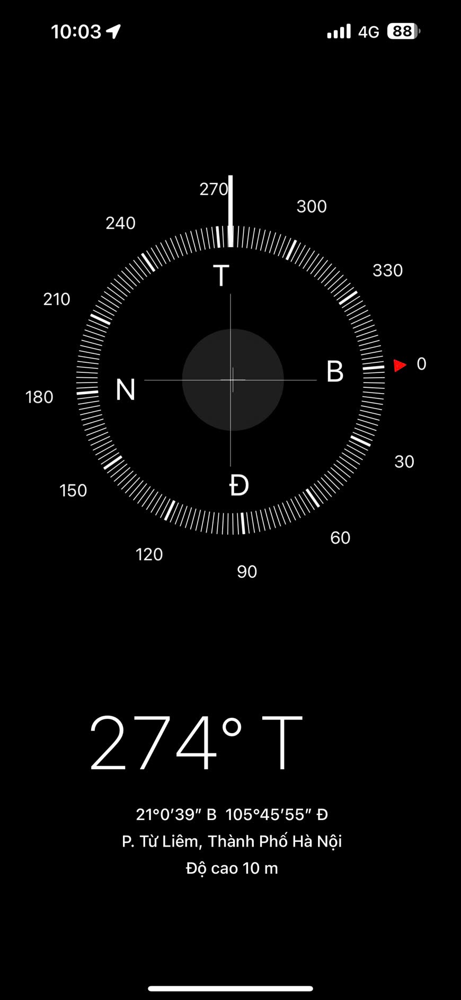 10:03 4G 88
270
300
240
330
210
T
0
B
N
180
30
Đ
150
60
120
90
274° T
21°0′39″ B 105°45′55″ Đ
P. Từ Liêm, Thành Phố Hà Nội
Độ cao 10 m